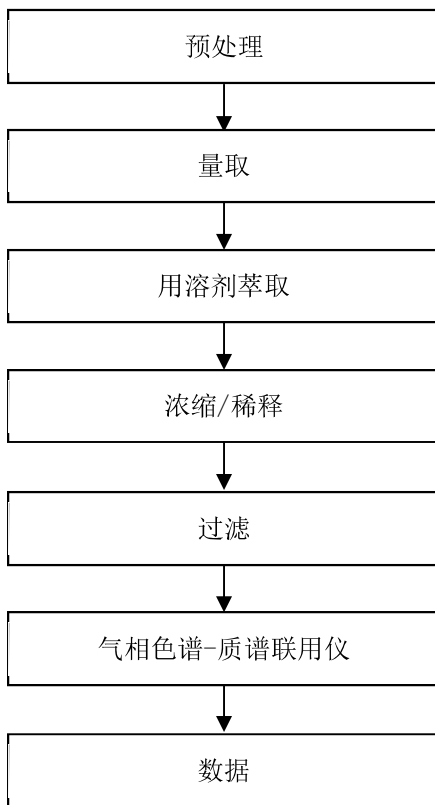 预处理
量取
用溶剂萃取
浓缩/稀释
过滤
气相色谱-质谱联用仪
数据